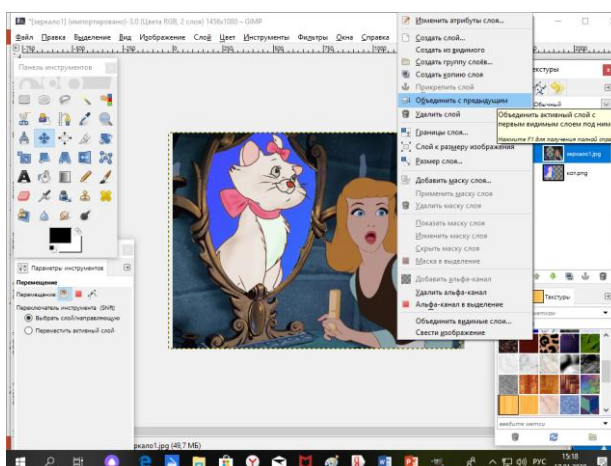 *[зеркало1] (импортировано)-3.0 (Цвета RGB, 2 слоя) 1456x1080 – GIMP
Файл Правка Выделение Вид Изображение Слой Цвет Инструменты Фильтры Окна Справка
Панель инструментов
Параметры инструментов
Перемещение
Перемещение:
Переключатель инструмента (Shift)
Выбрать слой/направляющую
Переместить активный слой
Изменить атрибуты слоя...
Создать слой...
Создать из видимого
Создать группу слоёв...
Создать копию слоя
Прикрепить слой
Объединить с предыдущим
Удалить слой
Границы слоя...
Слой к размеру изображения
Размер слоя...
Добавить маску слоя...
Применить маску слоя
Удалить маску слоя
Показать маску слоя
Изменить маску слоя
Скрыть маску слоя
Маска в выделение
Добавить альфа-канал
Удалить альфа-канал
Альфа-канал в выделение
Объединить видимые слои...
Свести изображение
Объединить активный слой с
первым видимым слоем под ним
Нажмите F1 для получения полной
Обычный
зеркало1.jpg
кот.png
Текстуры
введите метки
ркало1.jpg (49,7 МБ)
РУС
15:18